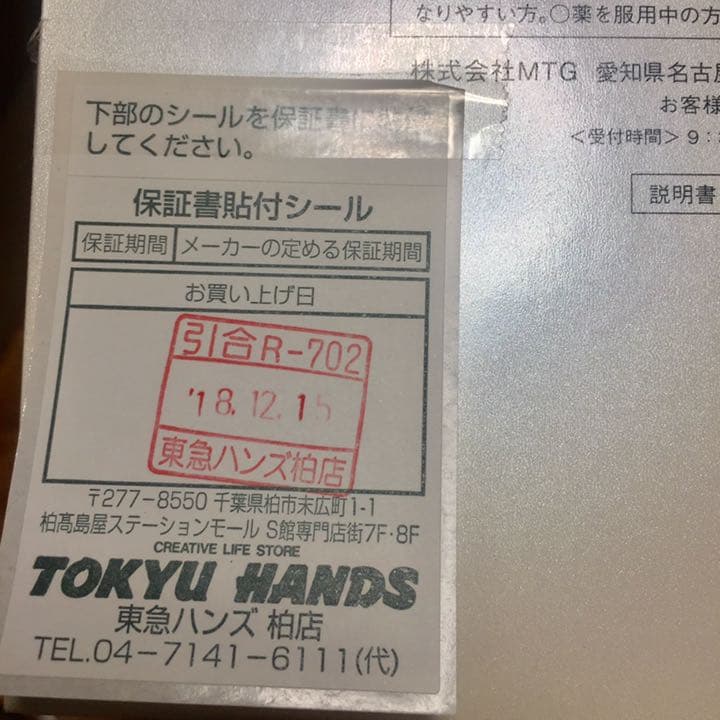 なりやすい方。○薬を服用中の方
株式会社MTG 愛知県名古屋
お客様
＜受付時間＞9:
説明書
下部のシールを保証書に
してください。
保証書貼付シール
保証期間 メーカーの定める保証期間
お買い上げ日
引合R-702
'18.12.15
東急ハンズ柏店
〒277-8550 千葉県柏市末広町1-1
柏髙島屋ステーションモール S館専門店街7F・8F
CREATIVE LIFE STORE
TOKYU HANDS
東急ハンズ 柏店
TEL.04-7141-6111(代)